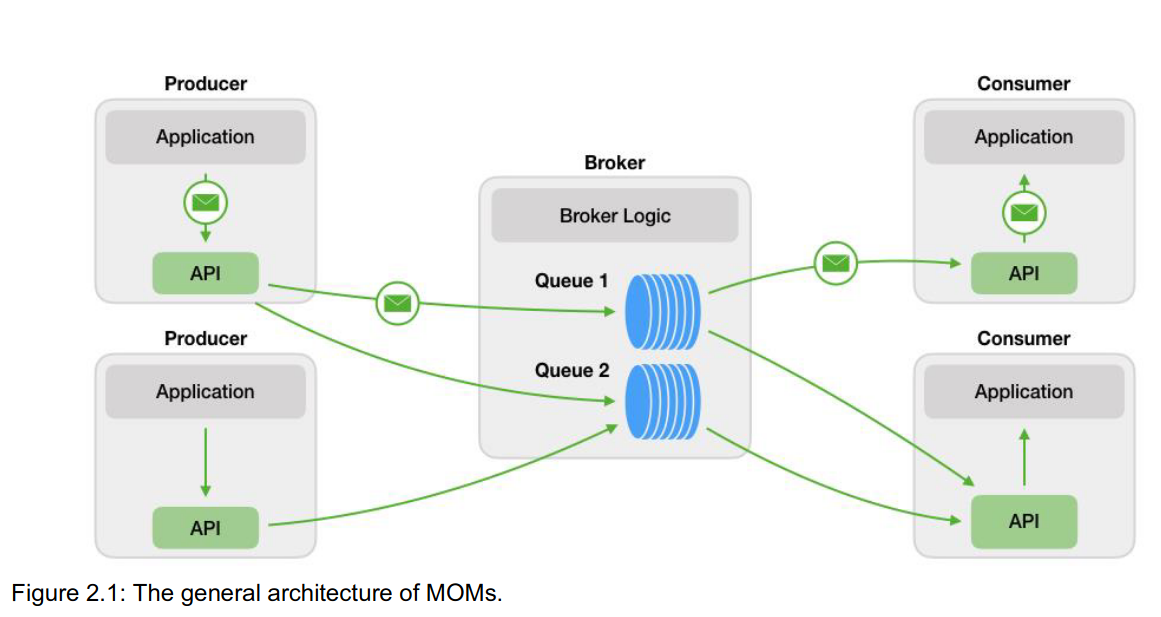 Producer
Application
API
Producer
Application
API
Broker
Broker Logic
Queue 1
Queue 2
Consumer
Application
API
Consumer
Application
API
Figure 2.1: The general architecture of MOMs.